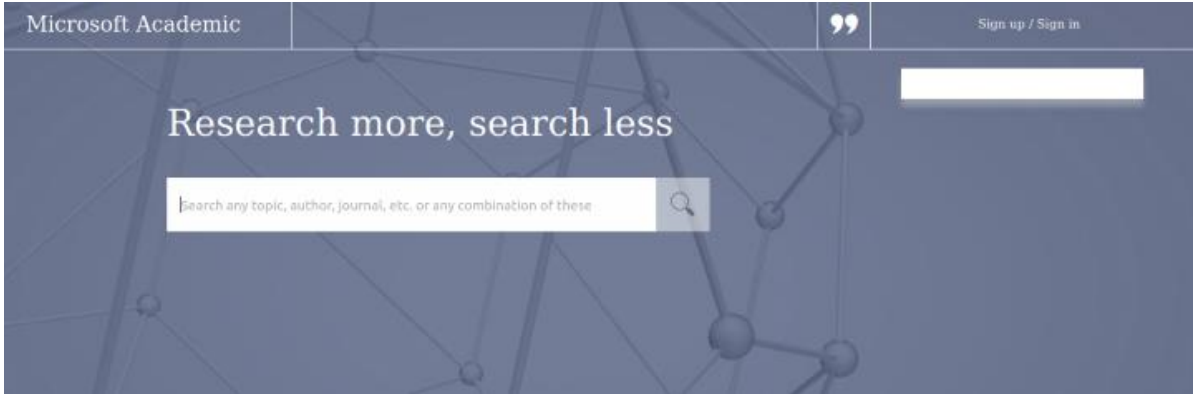 Microsoft Academic
Sign up / Sign in
Research more, search less
Search any topic, author, journal, etc. or any combination of these